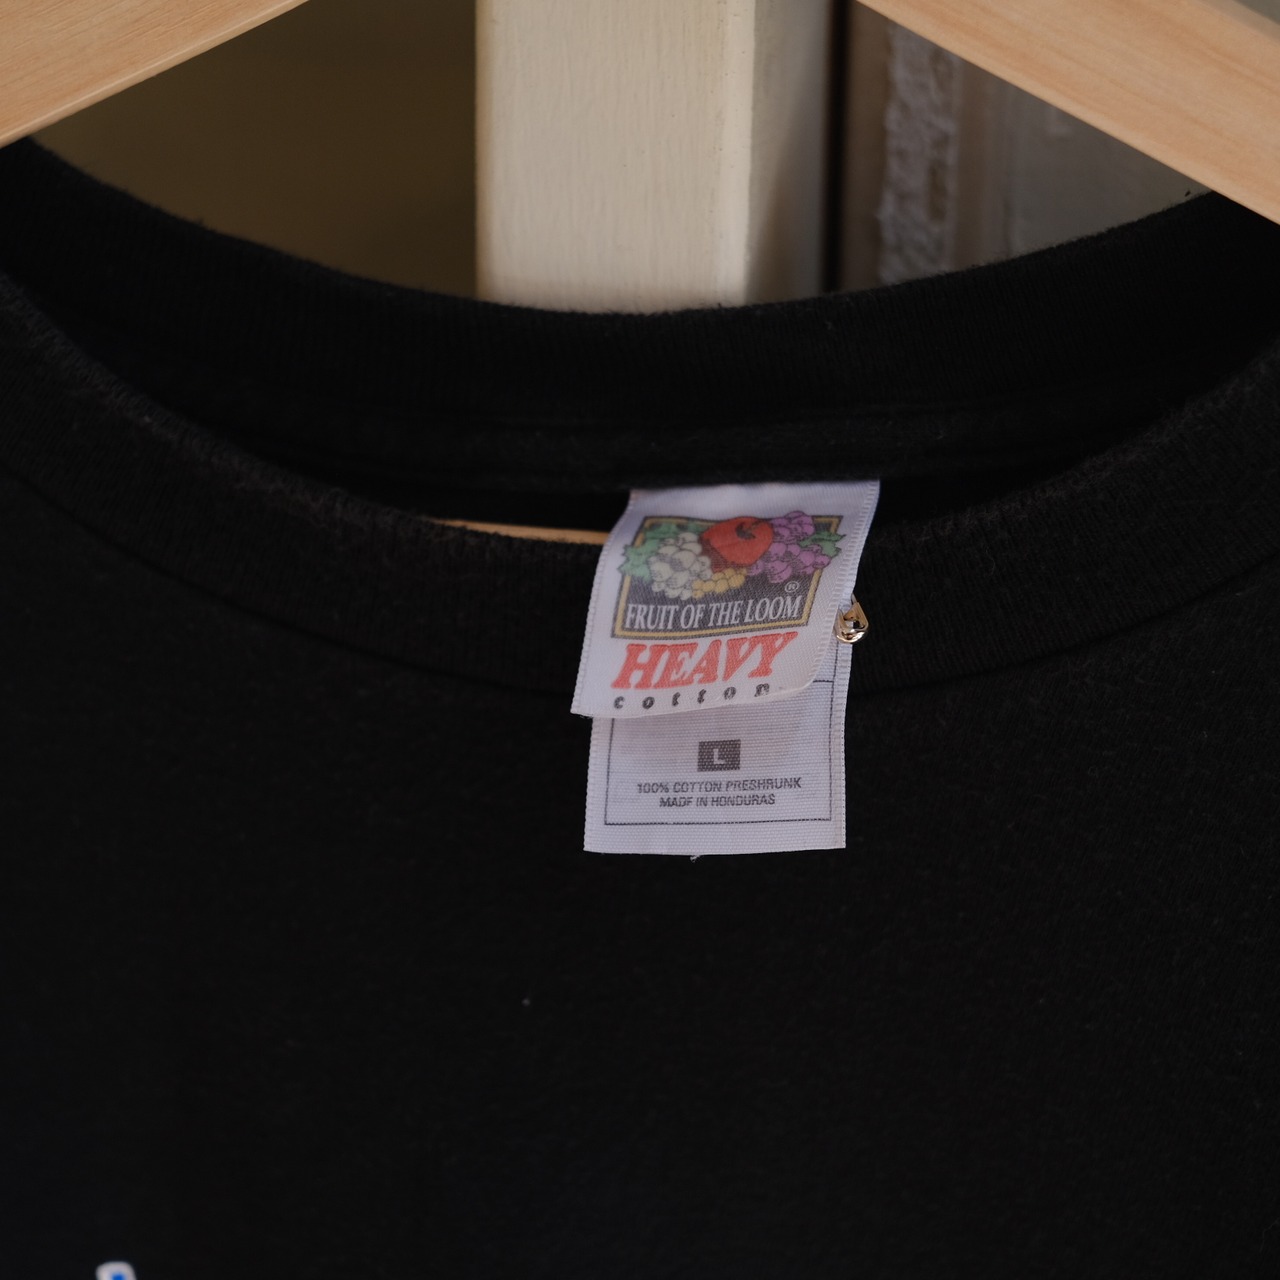 ®
FRUIT OF THE LOOM
HEAVY
cotton
L
100% COTTON PRESHRUNK
MADE IN HONDURAS